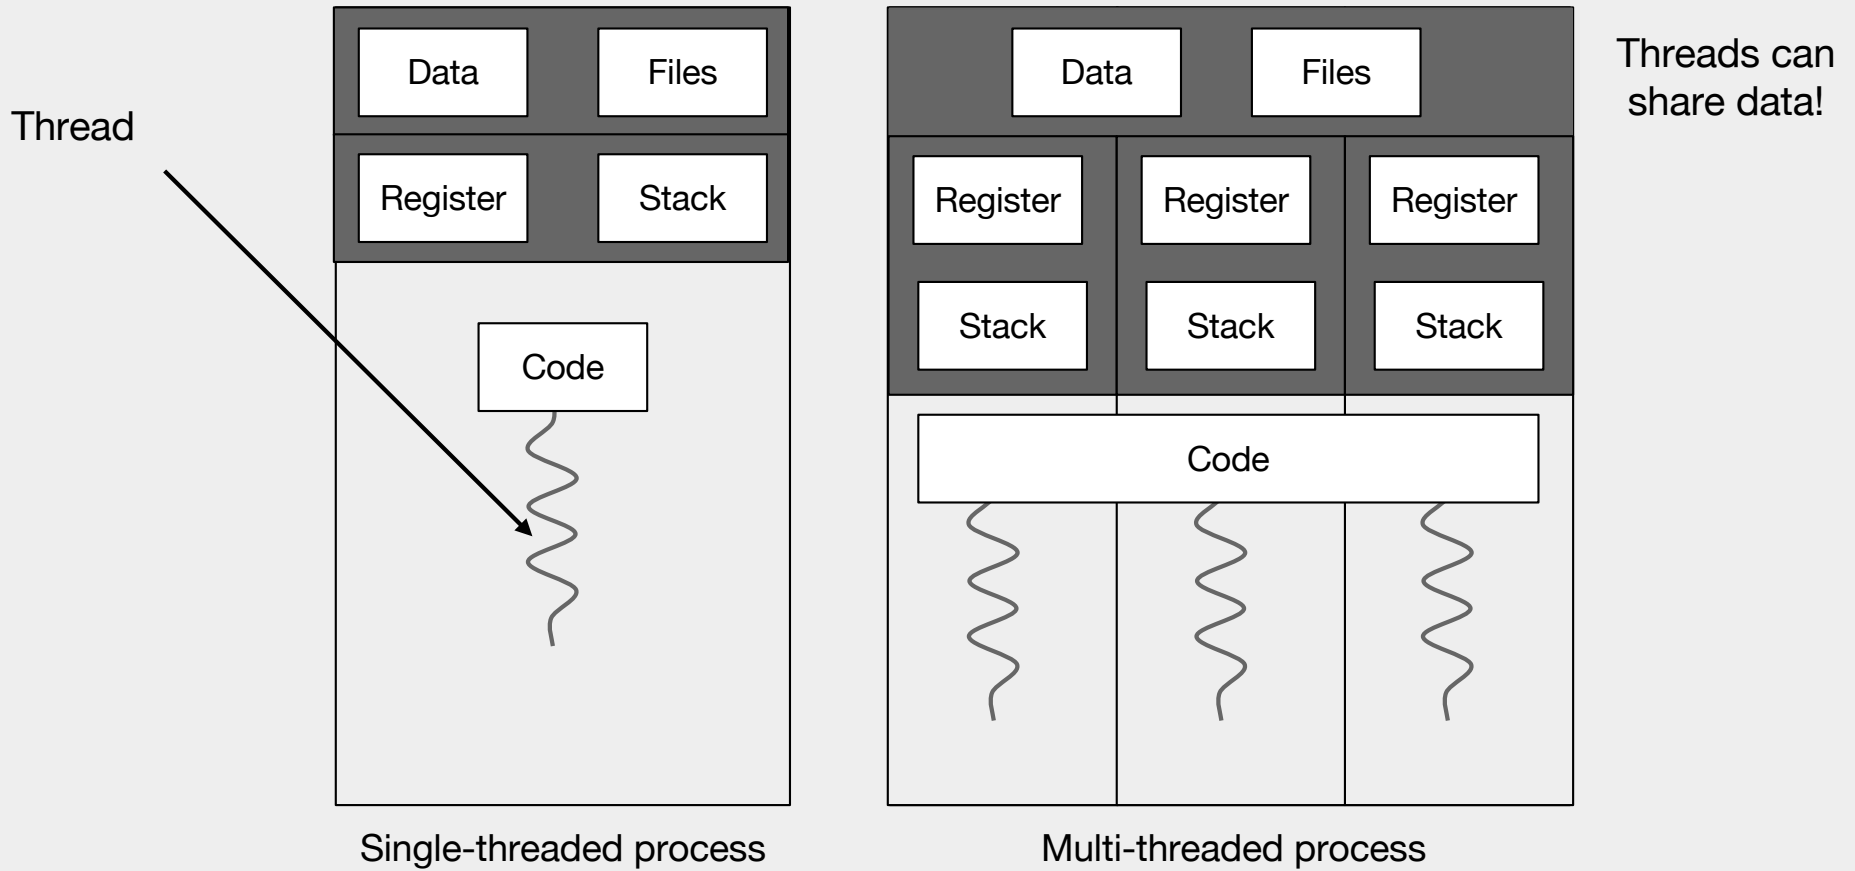 Thread
Data
Files
Register
Stack
Code
Single-threaded process
Data
Files
Register
Register
Register
Stack
Stack
Stack
Code
Multi-threaded process
Threads can
share data!